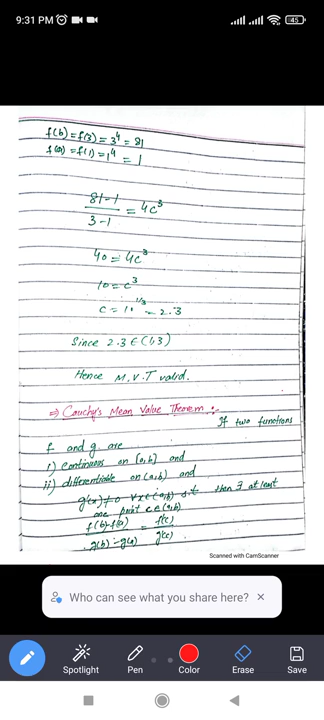 9:31 PM
45
f(b) = f(3) = 3⁴ = 81
f(a) = f(1) = 1⁴ = 1
81-1 / 3-1 = 4c³
40 = 4c³
10 = c³
c = 10^1/3 = 2.3
Since 2.3 ∈ (1,3)
Hence M.V.T valid.
⇒ Cauchy's Mean Value Theorem :-
If two functions
f and g are
i) continuous on [a,b] and
ii) differentiable on (a,b) and
g'(x) ≠ 0 ∀ x ∈ (a,b) s.t then ∃ at least
one point c ∈ (a,b)
f(b)-f(a) / g(b)-g(a) = f'(c) / g'(c)
Scanned with CamScanner
Who can see what you share here? ×
Spotlight Pen Color Erase Save